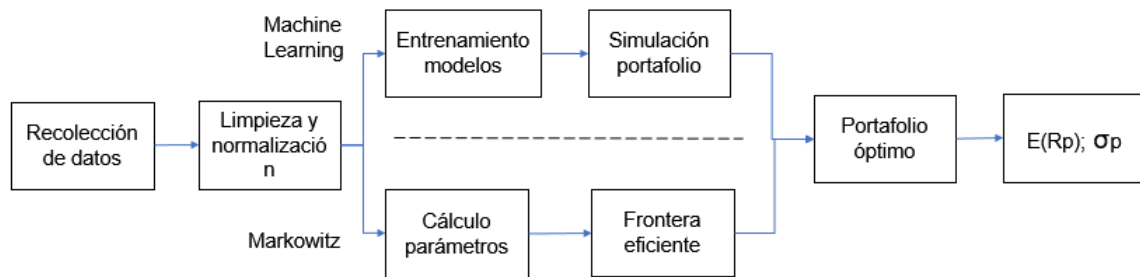 Machine
Learning
Entrenamiento
modelos
Simulación
portafolio
Recolección
de datos
Limpieza y
normalizació
n
Portafolio
óptimo
E(Rp); σp
Markowitz
Cálculo
parámetros
Frontera
eficiente